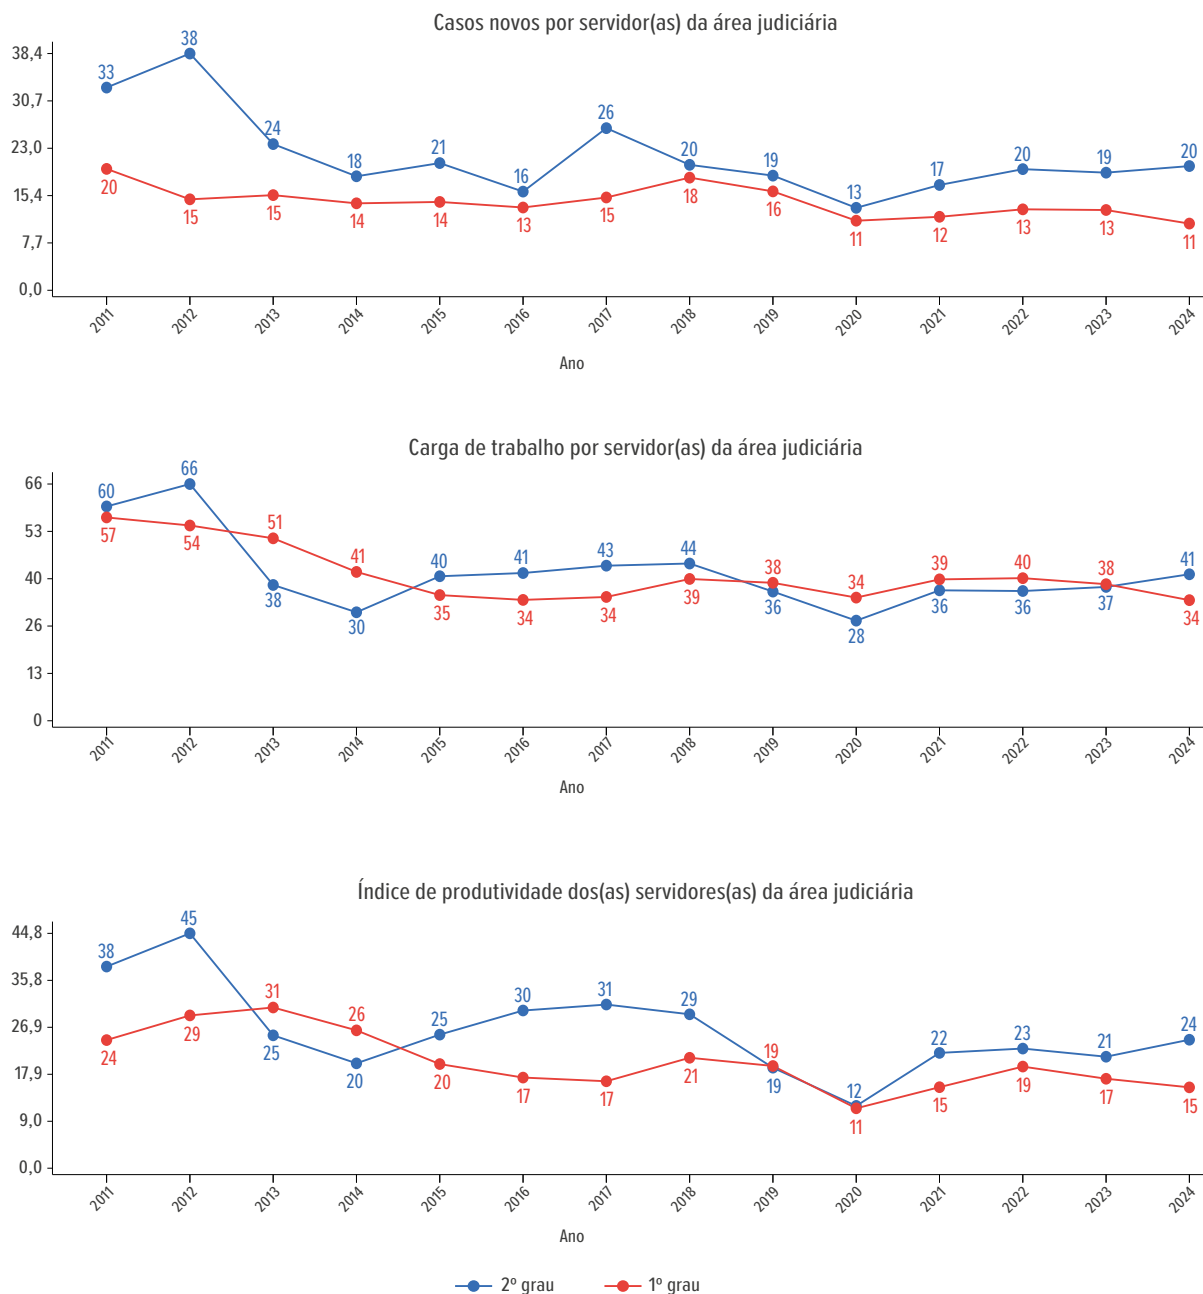 Casos novos por servidor(as) da área judiciária
38,4
30,7
23,0
15,4
7,7
0,0
33 38 24 18 21 16 26 20 19 13 17 20 19 20
20 15 15 14 14 13 15 18 16 11 12 13 13 11
2011 2012 2013 2014 2015 2016 2017 2018 2019 2020 2021 2022 2023 2024
Ano
Carga de trabalho por servidor(as) da área judiciária
66
53
40
26
13
0
60 66 38 30 40 41 43 44 36 28 36 36 37 41
57 54 51 41 35 34 34 39 38 34 39 40 38 34
2011 2012 2013 2014 2015 2016 2017 2018 2019 2020 2021 2022 2023 2024
Ano
Índice de produtividade dos(as) servidores(as) da área judiciária
44,8
35,8
26,9
17,9
9,0
0,0
38 45 25 20 25 30 31 29 19 12 22 23 21 24
24 29 31 26 20 17 17 21 19 11 15 19 17 15
2011 2012 2013 2014 2015 2016 2017 2018 2019 2020 2021 2022 2023 2024
Ano
2º grau 1º grau